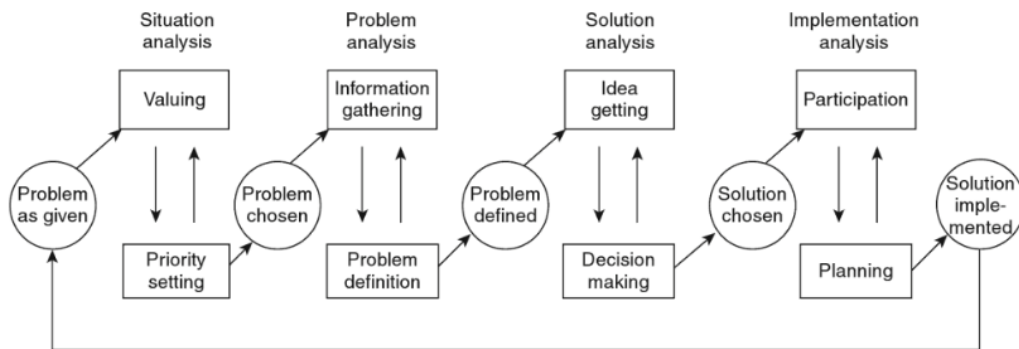 Situation
analysis
Problem
analysis
Solution
analysis
Implementation
analysis
Valuing
Information
gathering
Idea
getting
Participation
Problem
as given
Problem
chosen
Problem
defined
Solution
chosen
Solution
imple-
mented
Priority
setting
Problem
definition
Decision
making
Planning